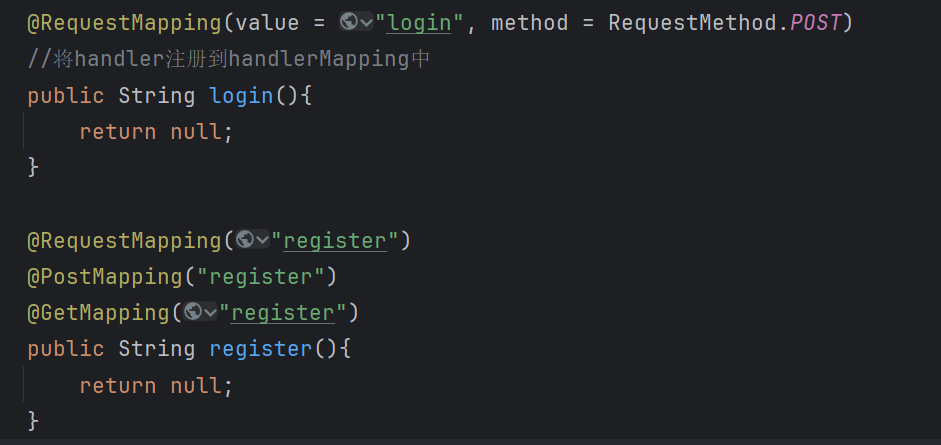 @RequestMapping(value = "login", method = RequestMethod.POST)
//将handler注册到handlerMapping中
public String login(){
    return null;
}
@RequestMapping("register")
@PostMapping("register")
@GetMapping("register")
public String register(){
    return null;
}